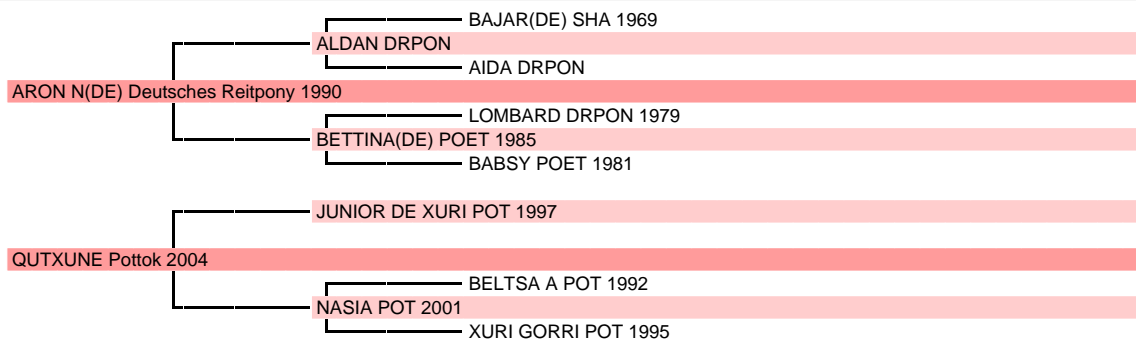 BAJAR(DE) SHA 1969
ALDAN DRPON
AIDA DRPON
ARON N(DE) Deutsches Reitpony 1990
LOMBARD DRPON 1979
BETTINA(DE) POET 1985
BABSY POET 1981
JUNIOR DE XURI POT 1997
QUTXUNE Pottok 2004
BELTSA A POT 1992
NASIA POT 2001
XURI GORRI POT 1995